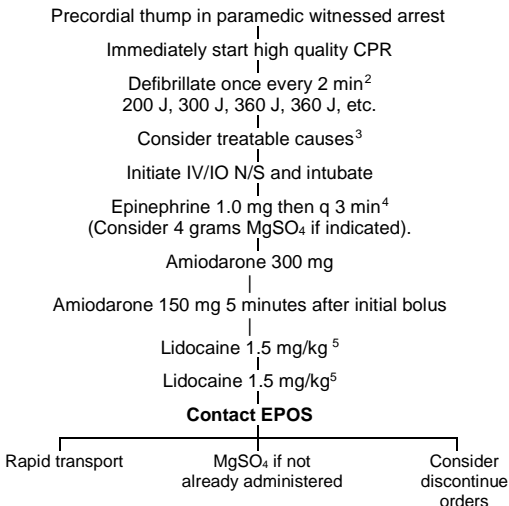 Precordial thump in paramedic witnessed arrest
Immediately start high quality CPR
Defibrillate once every 2 min²
200 J, 300 J, 360 J, 360 J, etc.
Consider treatable causes³
Initiate IV/IO N/S and intubate
Epinephrine 1.0 mg then q 3 min⁴
(Consider 4 grams MgSO₄ if indicated).
Amiodarone 300 mg
Amiodarone 150 mg 5 minutes after initial bolus
Lidocaine 1.5 mg/kg ⁵
Lidocaine 1.5 mg/kg⁵
Contact EPOS
Rapid transport
MgSO₄ if not
already administered
Consider
discontinue
orders